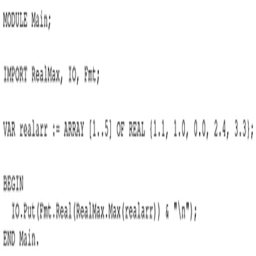 MODULE Main;
IMPORT RealMax, IO, Fmt;
VAR realarr := ARRAY [1..5] OF REAL {1.1, 1.0, 0.0, 2.4, 3.3};
BEGIN
IO.Put(Fmt.Real(RealMax.Max(realarr)) & "\n");
END Main.